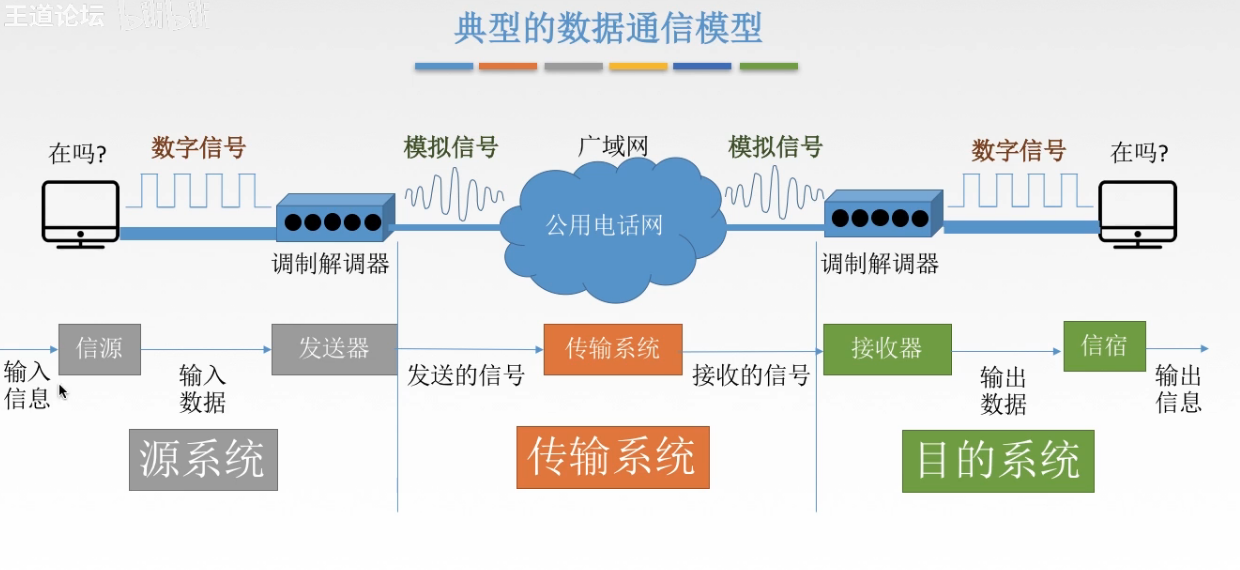 王道论坛
典型的数据通信模型
在吗?
数字信号
模拟信号
广域网
模拟信号
数字信号
在吗?
公用电话网
调制解调器
调制解调器
信源
发送器
传输系统
接收器
信宿
输入
信息
输入
数据
发送的信号
接收的信号
输出
数据
输出
信息
源系统
传输系统
目的系统